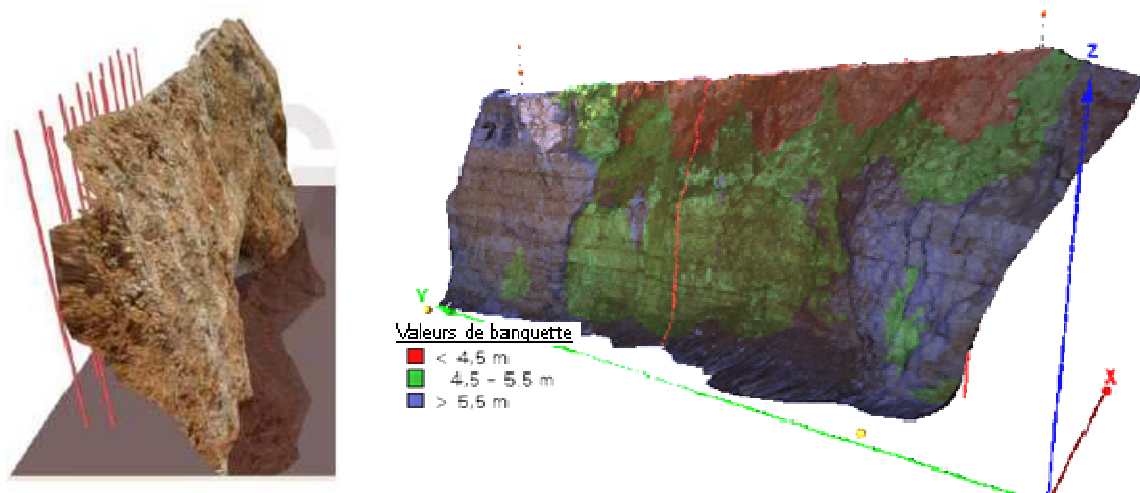 Z
Y
X
Valeurs de banquette
< 4,5 m
4,5 - 5,5 m
> 5,5 m